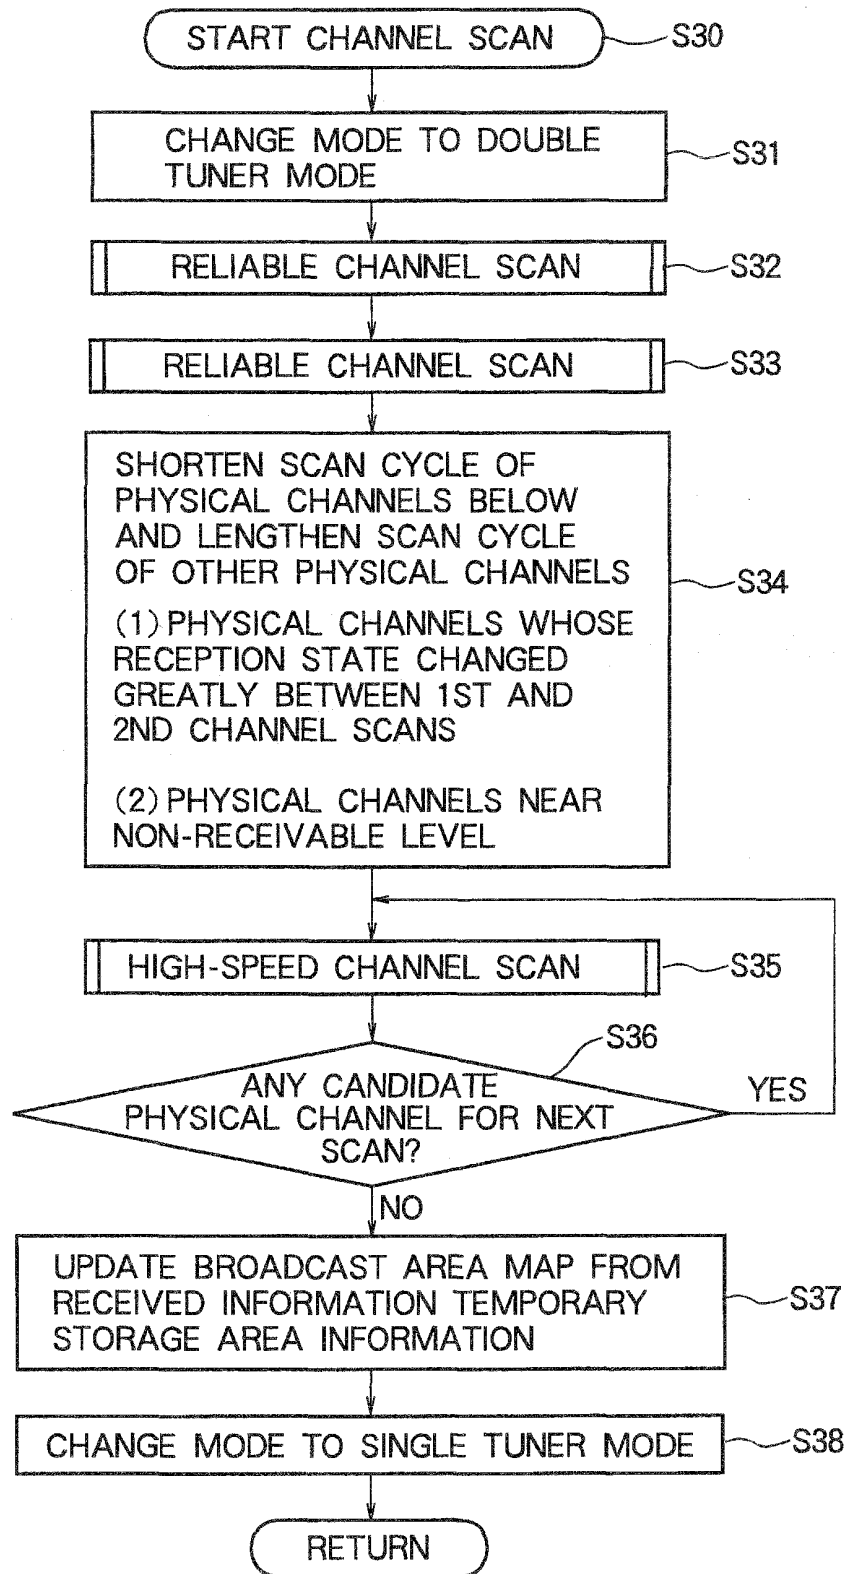 START CHANNEL SCAN
S30
CHANGE MODE TO DOUBLE
TUNER MODE
S31
RELIABLE CHANNEL SCAN
S32
RELIABLE CHANNEL SCAN
S33
SHORTEN SCAN CYCLE OF
PHYSICAL CHANNELS BELOW
AND LENGTHEN SCAN CYCLE
OF OTHER PHYSICAL CHANNELS
S34
(1) PHYSICAL CHANNELS WHOSE
RECEPTION STATE CHANGED
GREATLY BETWEEN 1ST AND
2ND CHANNEL SCANS
(2) PHYSICAL CHANNELS NEAR
NON-RECEIVABLE LEVEL
HIGH-SPEED CHANNEL SCAN
S35
S36
ANY CANDIDATE
PHYSICAL CHANNEL FOR NEXT
SCAN?
YES
NO
UPDATE BROADCAST AREA MAP FROM
RECEIVED INFORMATION TEMPORARY
STORAGE AREA INFORMATION
S37
CHANGE MODE TO SINGLE TUNER MODE
S38
RETURN